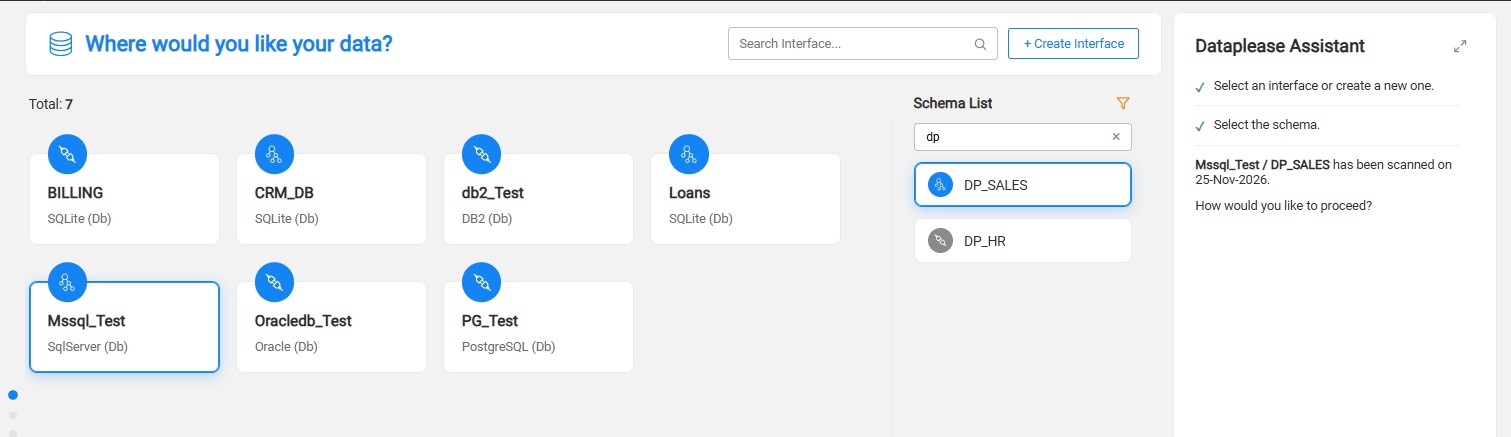 Where would you like your data?
Search Interface...
+ Create Interface
Total: 7
BILLING
SQLite (Db)
CRM_DB
SQLite (Db)
db2_Test
DB2 (Db)
Loans
SQLite (Db)
Mssql_Test
SqlServer (Db)
Oracledb_Test
Oracle (Db)
PG_Test
PostgreSQL (Db)
Schema List
dp
DP_SALES
DP_HR
Dataplease Assistant
Select an interface or create a new one.
Select the schema.
Mssql_Test / DP_SALES has been scanned on
25-Nov-2026.
How would you like to proceed?